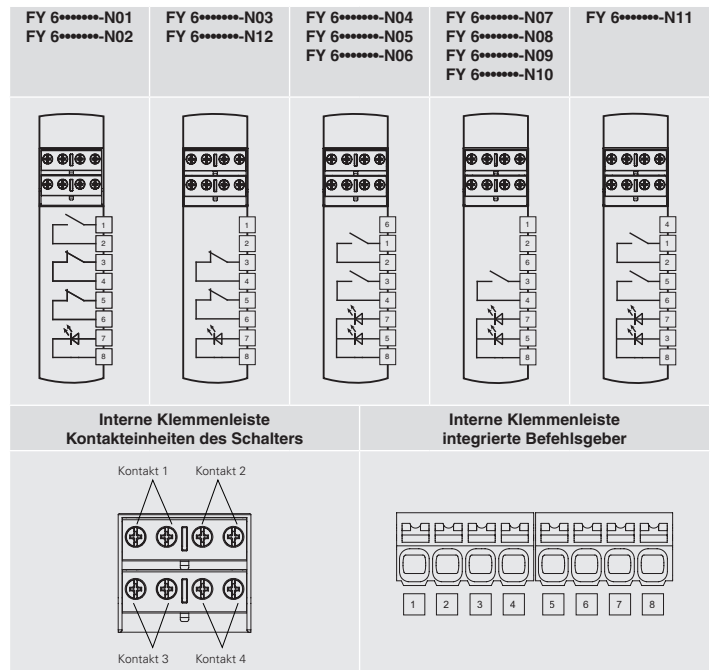 FY 6•••••••-N01
FY 6•••••••-N02
FY 6•••••••-N03
FY 6•••••••-N12
FY 6•••••••-N04
FY 6•••••••-N05
FY 6•••••••-N06
FY 6•••••••-N07
FY 6•••••••-N08
FY 6•••••••-N09
FY 6•••••••-N10
FY 6•••••••-N11
1
2
3
4
5
6
7
8
1
2
3
4
5
6
7
8
6
1
2
3
4
7
5
8
1
2
6
3
4
7
5
8
4
1
2
5
6
7
3
8
Interne Klemmenleiste
Kontakteinheiten des Schalters
Interne Klemmenleiste
integrierte Befehlsgeber
Kontakt 1 Kontakt 2
Kontakt 3 Kontakt 4
1 2 3 4 5 6 7 8